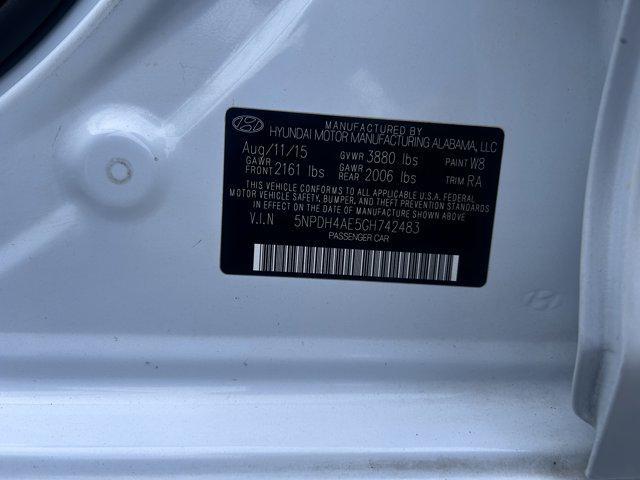 MANUFACTURED BY
HYUNDAI MOTOR MANUFACTURING ALABAMA, LLC
Aug/11/15 GVWR 3880 lbs PAINT W8
GAWR FRONT 2161 lbs GAWR REAR 2006 lbs TRIM RA
THIS VEHICLE CONFORMS TO ALL APPLICABLE U.S.A. FEDERAL
MOTOR VEHICLE SAFETY, BUMPER, AND THEFT PREVENTION STANDARDS
IN EFFECT ON THE DATE OF MANUFACTURE SHOWN ABOVE
V.I.N 5NPDH4AE5GH742483
PASSENGER CAR